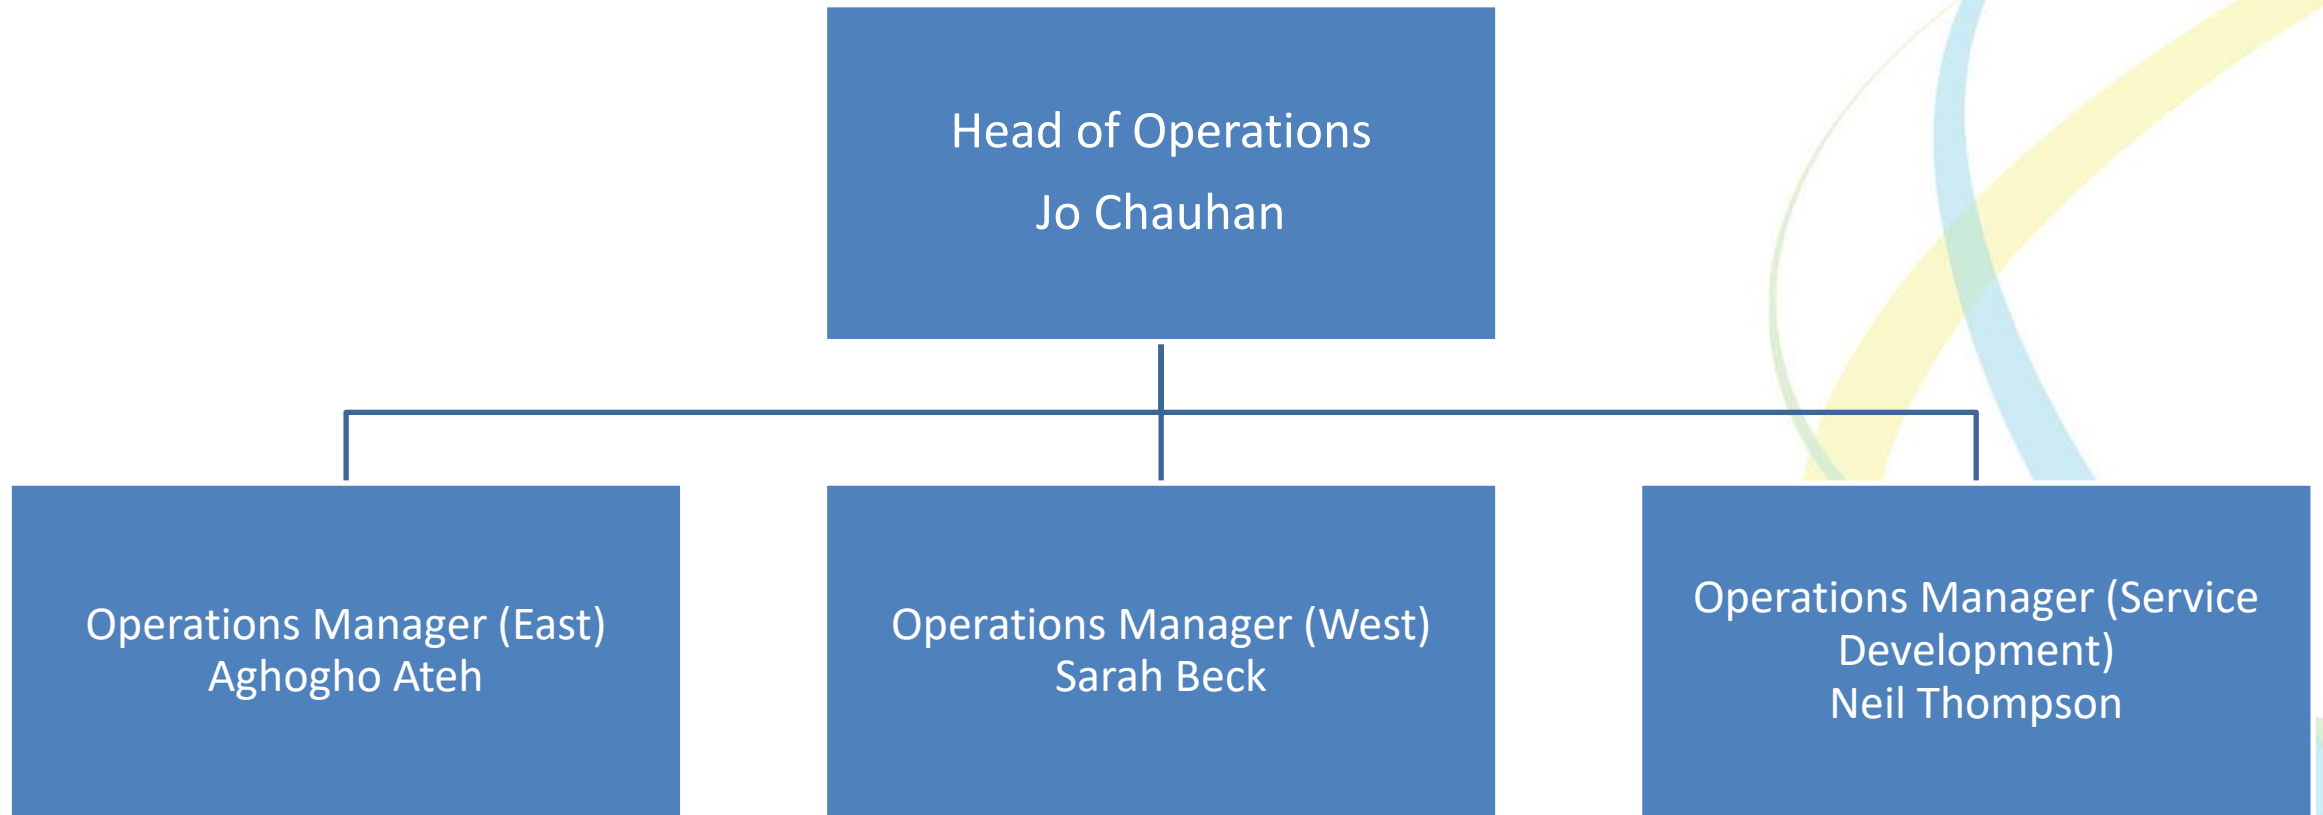 Head of Operations
Jo Chauhan
Operations Manager (East)
Aghogho Ateh
Operations Manager (West)
Sarah Beck
Operations Manager (Service
Development)
Neil Thompson